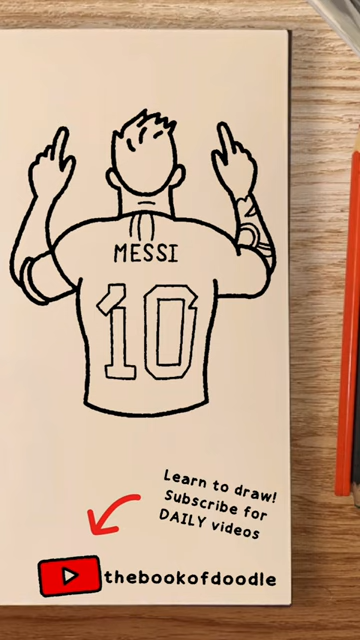 MESSI
10
Learn to draw!
Subscribe for
DAILY videos
thebookofdoodle